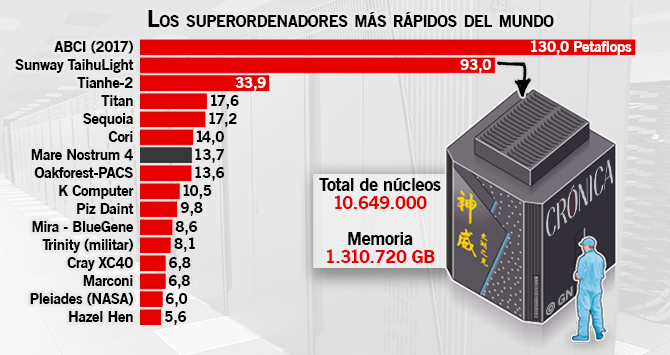 Los superordenadores más rápidos del mundo
ABCI (2017) 130,0 Petaflops
Sunway TaihuLight 93,0
Tianhe-2 33,9
Titan 17,6
Sequoia 17,2
Cori 14,0
Mare Nostrum 4 13,7
Oakforest-PACS 13,6
K Computer 10,5
Piz Daint 9,8
Mira - BlueGene 8,6
Trinity (militar) 8,1
Cray XC40 6,8
Marconi 6,8
Pleiades (NASA) 6,0
Hazel Hen 5,6
Total de núcleos
10.649.000
Memoria
1.310.720 GB
神威
CRÓNICA
© GN